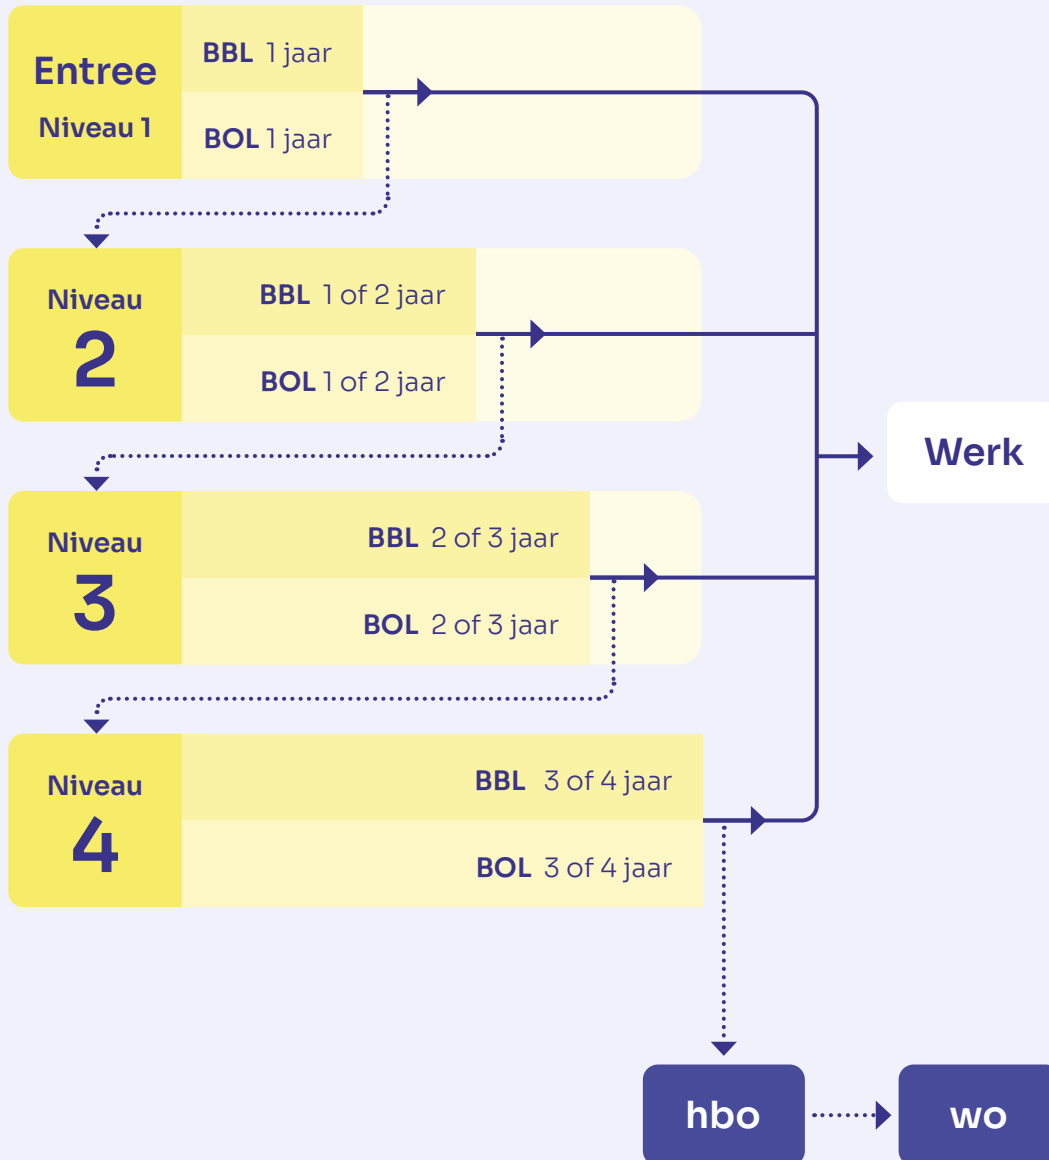 Entree
Niveau 1
BBL 1 jaar
BOL 1 jaar
Niveau
2
BBL 1 of 2 jaar
BOL 1 of 2 jaar
Werk
Niveau
3
BBL 2 of 3 jaar
BOL 2 of 3 jaar
Niveau
4
BBL 3 of 4 jaar
BOL 3 of 4 jaar
hbo
wo